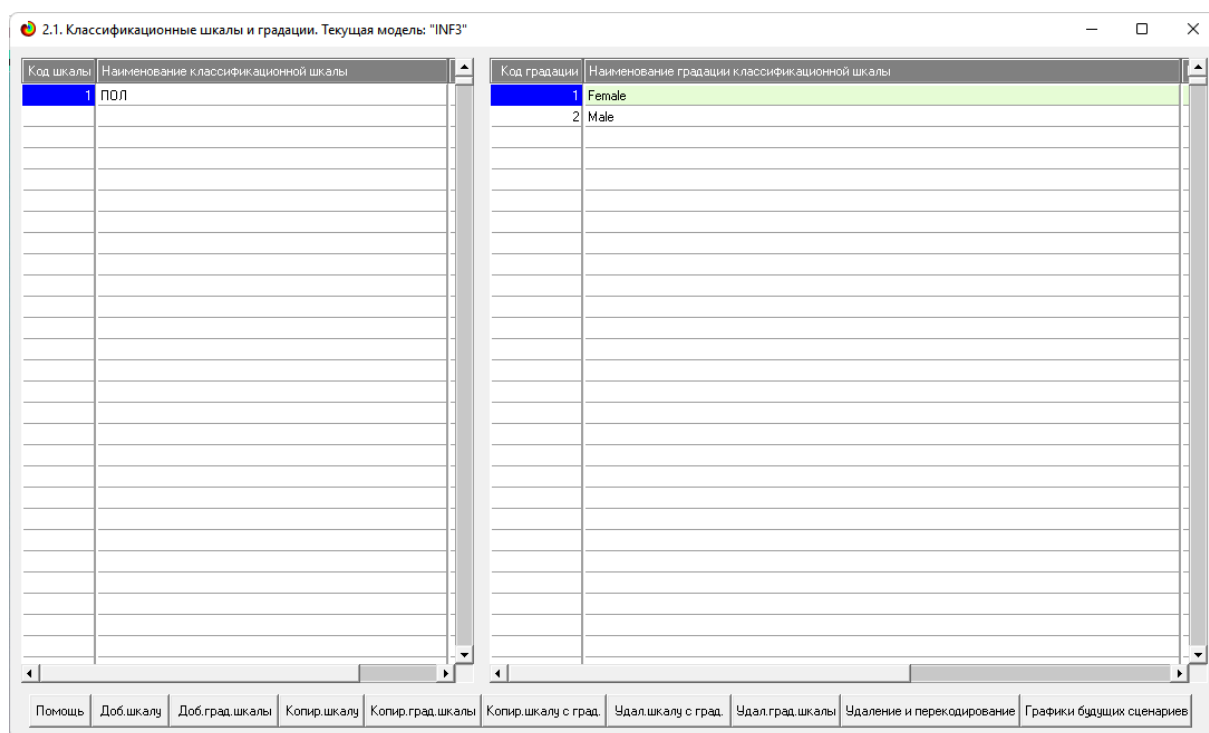 2.1. Классификационные шкалы и градации. Текущая модель: "INF3"
Код шкалы Наименование классификационной шкалы
1 ПОЛ
Код градации Наименование градации классификационной шкалы
1 Female
2 Male
Помощь Доб.шкалу Доб.град.шкалы Копир.шкалу Копир.град.шкалы Копир.шкалу с град. Удал.шкалу с град. Удал.град.шкалы Удаление и перекодирование Графики будущих сценариев